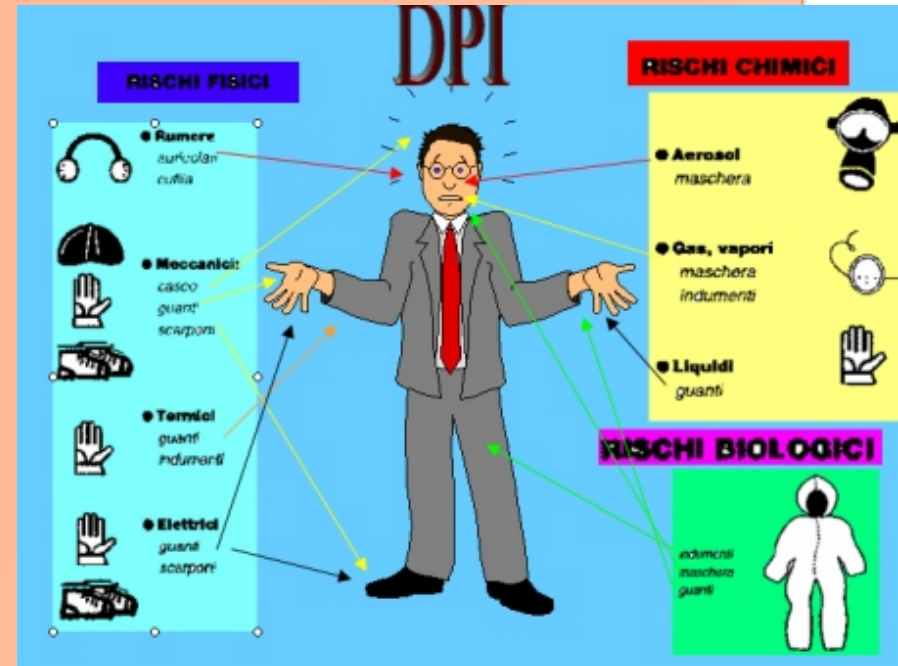 DPI
RISCHI FISICI
● Rumore
auricolari
cuffia
● Meccanici:
casco
guanti
scarponi
● Termici
guanti
indumenti
● Elettrici
guanti
scarponi
RISCHI CHIMICI
● Aerosol
maschera
● Gas, vapori
maschera
indumenti
● Liquidi
guanti
RISCHI BIOLOGICI
indumenti
maschera
guanti